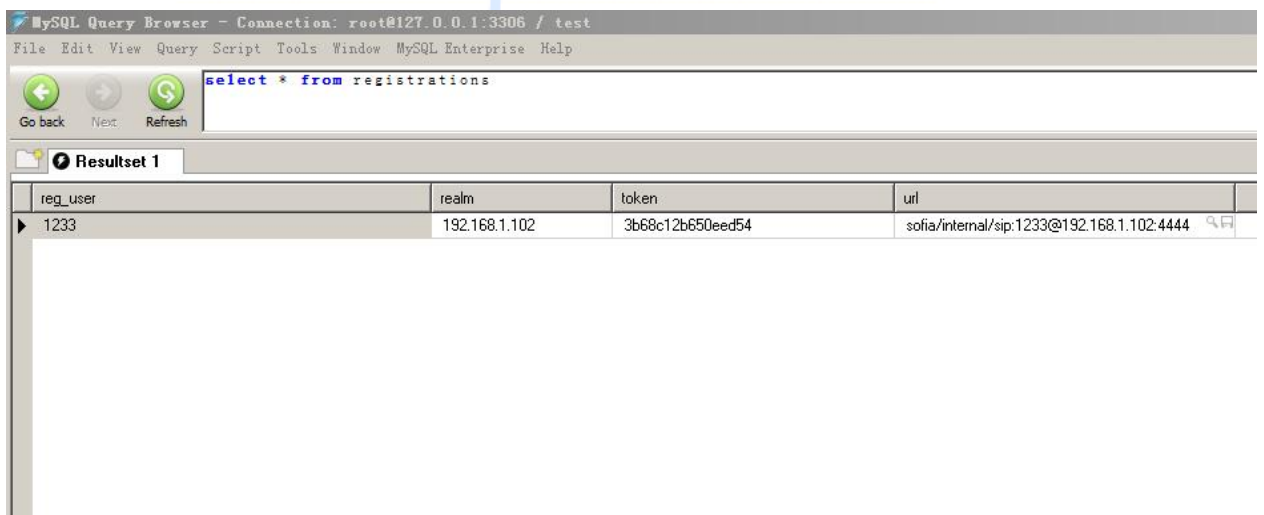 MySQL Query Browser - Connection: root@127.0.0.1:3306 / test
File Edit View Query Script Tools Window MySQL Enterprise Help
select * from registrations
Go back Next Refresh
Resultset 1
reg_user realm token url
1233 192.168.1.102 3b68c12b650eed54 sofia/internal/sip:1233@192.168.1.102:4444